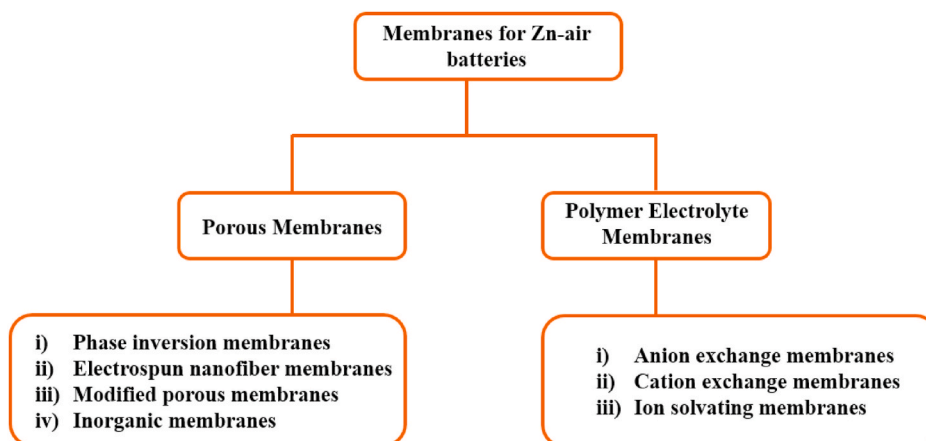 Membranes for Zn-air
batteries
Porous Membranes
Polymer Electrolyte
Membranes
i) Phase inversion membranes
ii) Electrospun nanofiber membranes
iii) Modified porous membranes
iv) Inorganic membranes
i) Anion exchange membranes
ii) Cation exchange membranes
iii) Ion solvating membranes